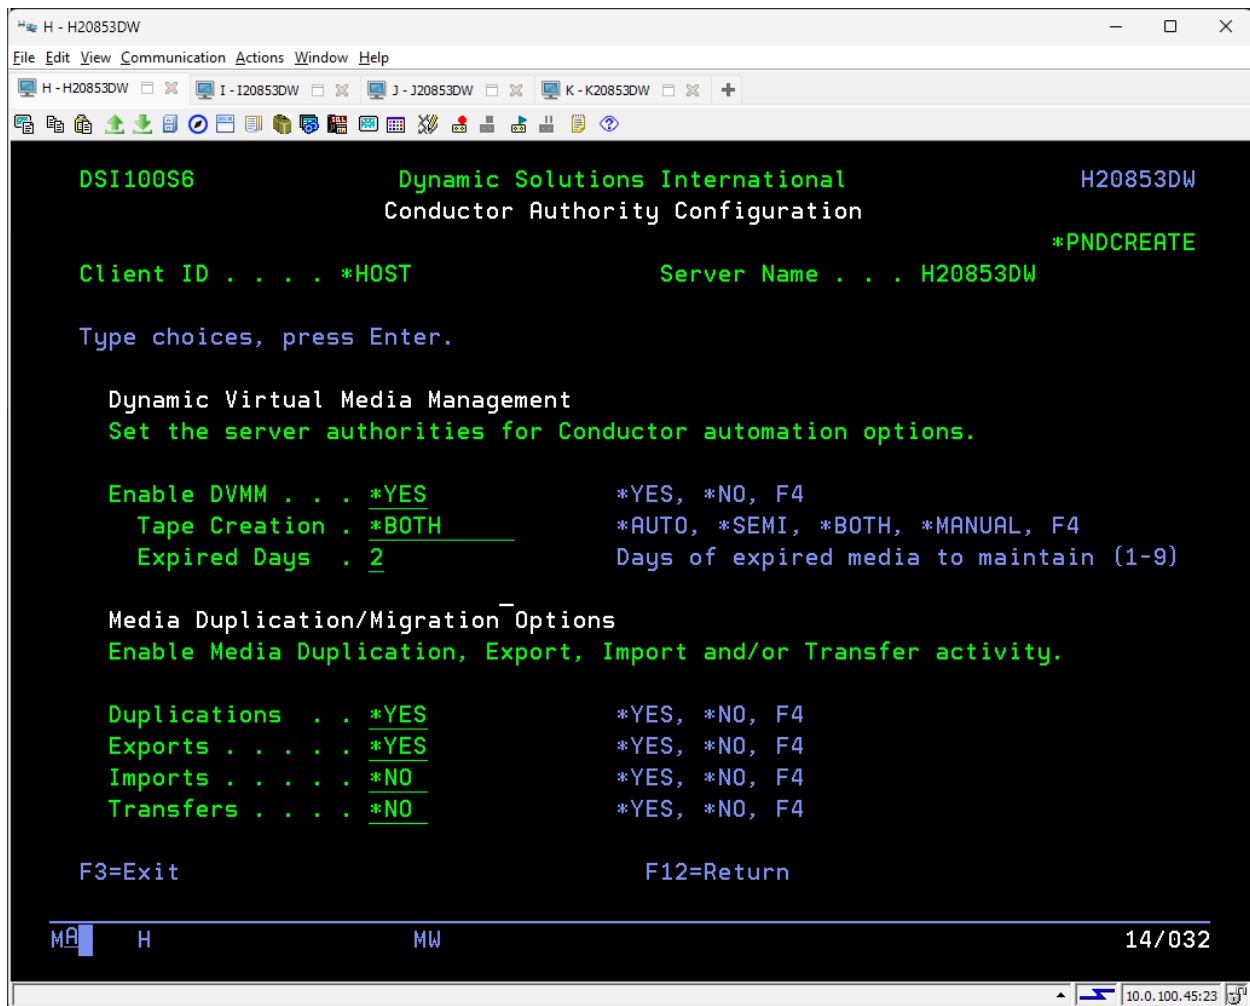 H - H20853DW
File Edit View Communication Actions Window Help
H - H20853DW I - I20853DW J - J20853DW K - K20853DW
DSI100S6 Dynamic Solutions International H20853DW
Conductor Authority Configuration
*PNDCREATE
Client ID . . . . *HOST Server Name . . . H20853DW
Type choices, press Enter.
Dynamic Virtual Media Management
Set the server authorities for Conductor automation options.
Enable DVMM . . . *YES *YES, *NO, F4
Tape Creation . *BOTH *AUTO, *SEMI, *BOTH, *MANUAL, F4
Expired Days . 2 Days of expired media to maintain (1-9)
Media Duplication/Migration Options
Enable Media Duplication, Export, Import and/or Transfer activity.
Duplications . . *YES *YES, *NO, F4
Exports . . . . . *YES *YES, *NO, F4
Imports . . . . . *NO *YES, *NO, F4
Transfers . . . . *NO *YES, *NO, F4
F3=Exit F12=Return
MA H MW 14/032
10.0.100.45:23